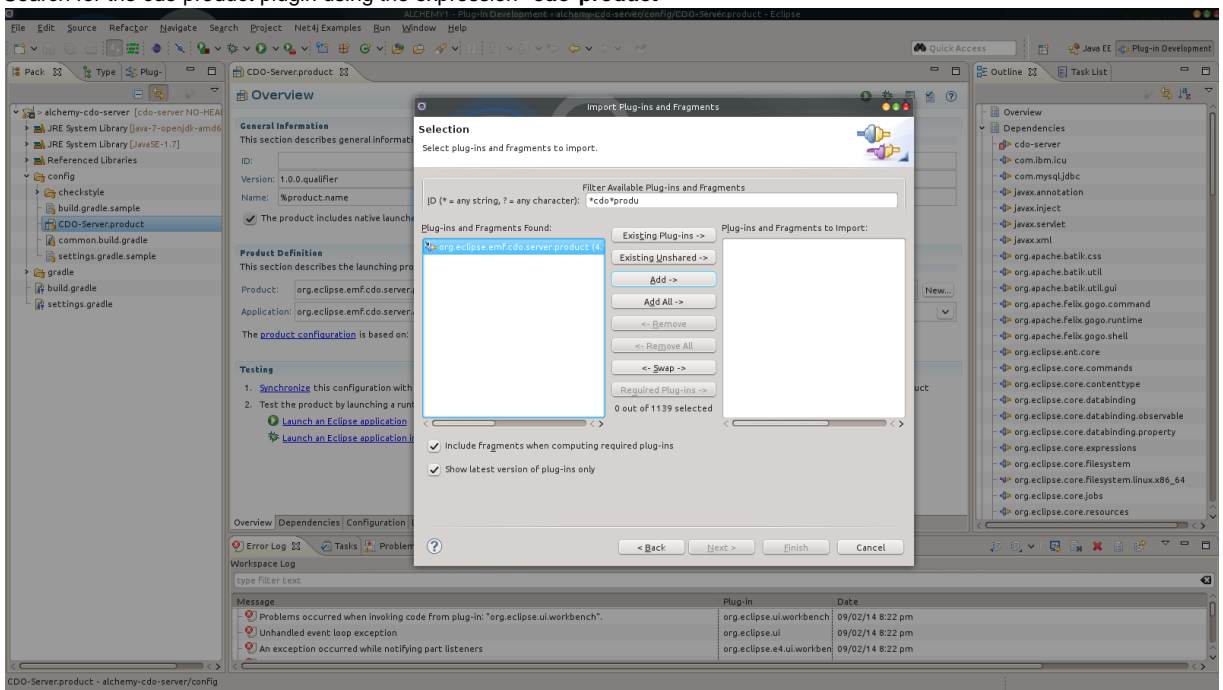 ALCHEMY1 - Plug-in Development - alchemy-cdo-server/config/CDO-Server.product - Eclipse
File Edit Source Refactor Navigate Search Project Net4j Examples Run Window Help
Quick Access
Java EE
Plug-in Development
Pack
Type
Plug-
CDO-Server.product
Outline
Task List
> alchemy-cdo-server [cdo-server NO-HEA
JRE System Library [java-7-openjdk-amd6
JRE System Library [JavaSE-1.7]
Referenced Libraries
config
checkstyle
build.gradle.sample
CDO-Server.product
common.build.gradle
settings.gradle.sample
gradle
build.gradle
settings.gradle
Overview
General Information
This section describes general informati
ID:
Version: 1.0.0.qualifier
Name: %product.name
The product includes native launche
Product Definition
This section describes the launching pro
Product: org.eclipse.emf.cdo.server.
New...
Application: org.eclipse.emf.cdo.server.
The product configuration is based on:
Testing
1. Synchronize this configuration with
uct
2. Test the product by launching a runt
Launch an Eclipse application
Launch an Eclipse application i
Overview Dependencies Configuration
Import Plug-ins and Fragments
Selection
Select plug-ins and fragments to import.
Filter Available Plug-ins and Fragments
ID (* = any string, ? = any character): *cdo*produ
Plug-ins and Fragments Found:
org.eclipse.emf.cdo.server.product (4.
Existing Plug-ins ->
Existing Unshared ->
Add ->
Add All ->
<- Remove
<- Remove All
<- Swap ->
Required Plug-ins ->
0 out of 1139 selected
Plug-ins and Fragments to Import:
Include fragments when computing required plug-ins
Show latest version of plug-ins only
< Back
Next >
Finish
Cancel
Overview
Dependencies
cdo-server
com.ibm.icu
com.mysql.jdbc
javax.annotation
javax.inject
javax.servlet
javax.xml
org.apache.batik.css
org.apache.batik.util
org.apache.batik.util.gui
org.apache.felix.gogo.command
org.apache.felix.gogo.runtime
org.apache.felix.gogo.shell
org.eclipse.ant.core
org.eclipse.core.commands
org.eclipse.core.contenttype
org.eclipse.core.databinding
org.eclipse.core.databinding.observable
org.eclipse.core.databinding.property
org.eclipse.core.expressions
org.eclipse.core.filesystem
org.eclipse.core.filesystem.linux.x86_64
org.eclipse.core.jobs
org.eclipse.core.resources
Error Log
Tasks
Problem
Workspace Log
type filter text
Message Plug-in Date
Problems occurred when invoking code from plug-in: "org.eclipse.ui.workbench". org.eclipse.ui.workbench 09/02/14 8:22 pm
Unhandled event loop exception org.eclipse.ui 09/02/14 8:22 pm
An exception occurred while notifying part listeners org.eclipse.e4.ui.workben 09/02/14 8:22 pm
CDO-Server.product - alchemy-cdo-server/config